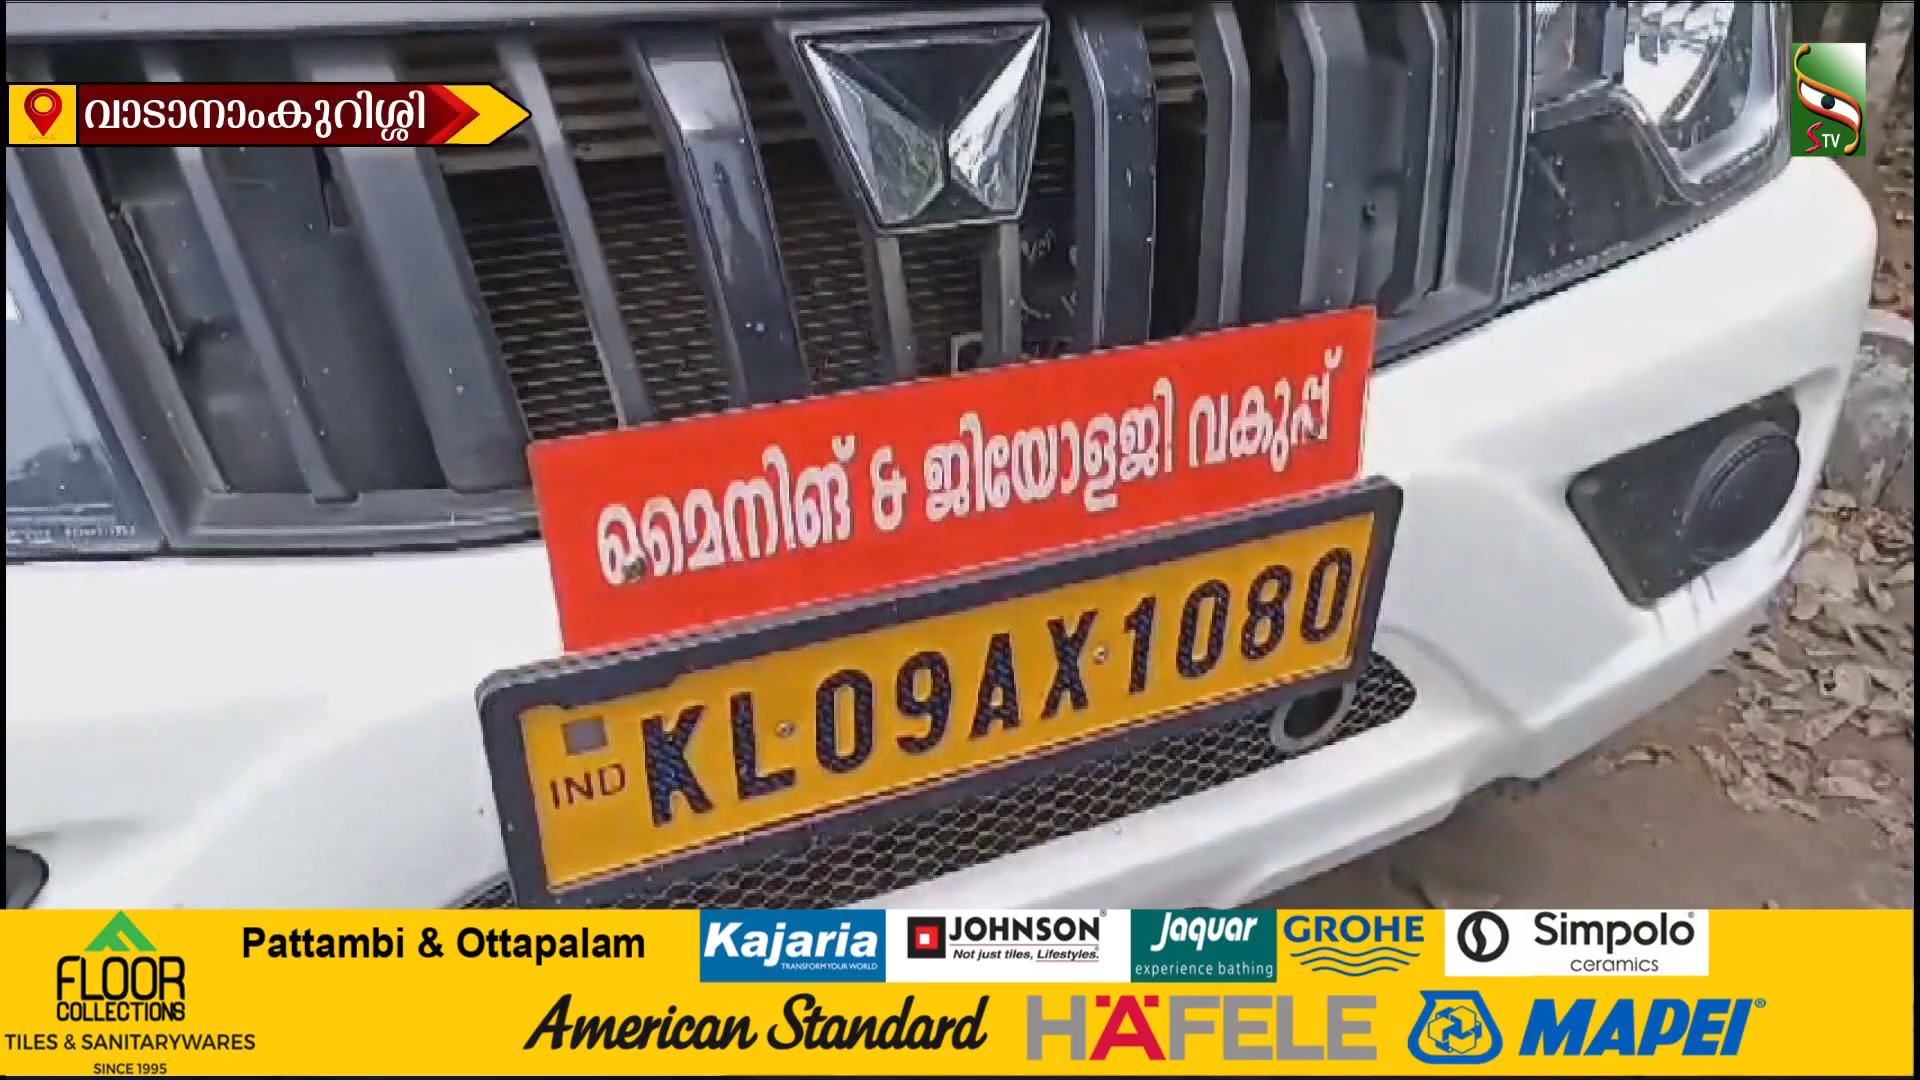 വാടാനാംകുറിശ്ശി
STV
മൈനിങ് & ജിയോളജി വകുപ്പ്
IND KL09AX1080
FLOOR
COLLECTIONS
TILES & SANITARYWARES
SINCE 1995
Pattambi & Ottapalam
Kajaria
TRANSFORM YOUR WORLD
JOHNSON®
Not just tiles, Lifestyles.®
Jaquar
experience bathing
GROHE
Simpolo®
ceramics
American Standard
HÄFELE
MAPEI®